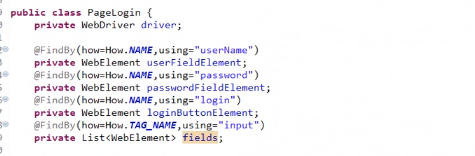 public class PageLogin {
private WebDriver driver;
@FindBy(how=How.NAME,using="userName")
private WebElement userFieldElement;
@FindBy(how=How.NAME,using="password")
private WebElement passwordFieldElement;
@FindBy(how=How.NAME,using="login")
private WebElement loginButtonElement;
@FindBy(how=How.TAG_NAME,using="input")
private List<WebElement> fields;